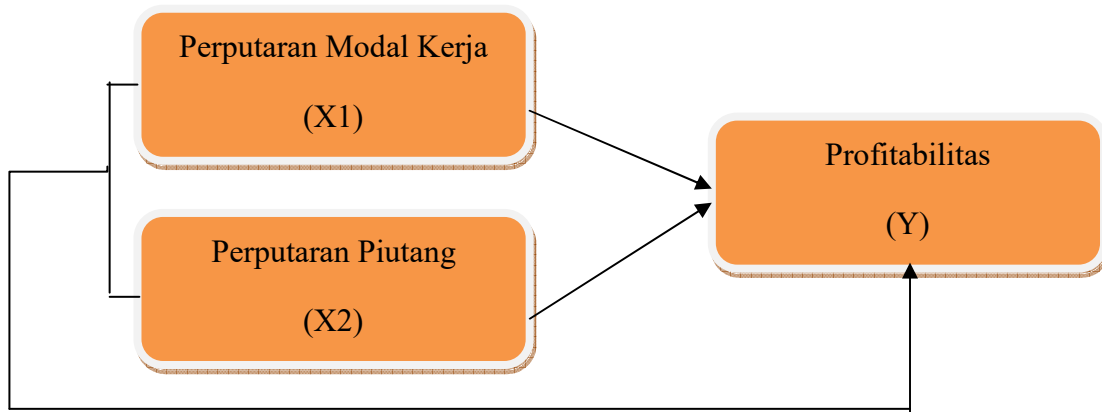 Perputaran Modal Kerja
(X1)
Profitabilitas
(Y)
Perputaran Piutang
(X2)